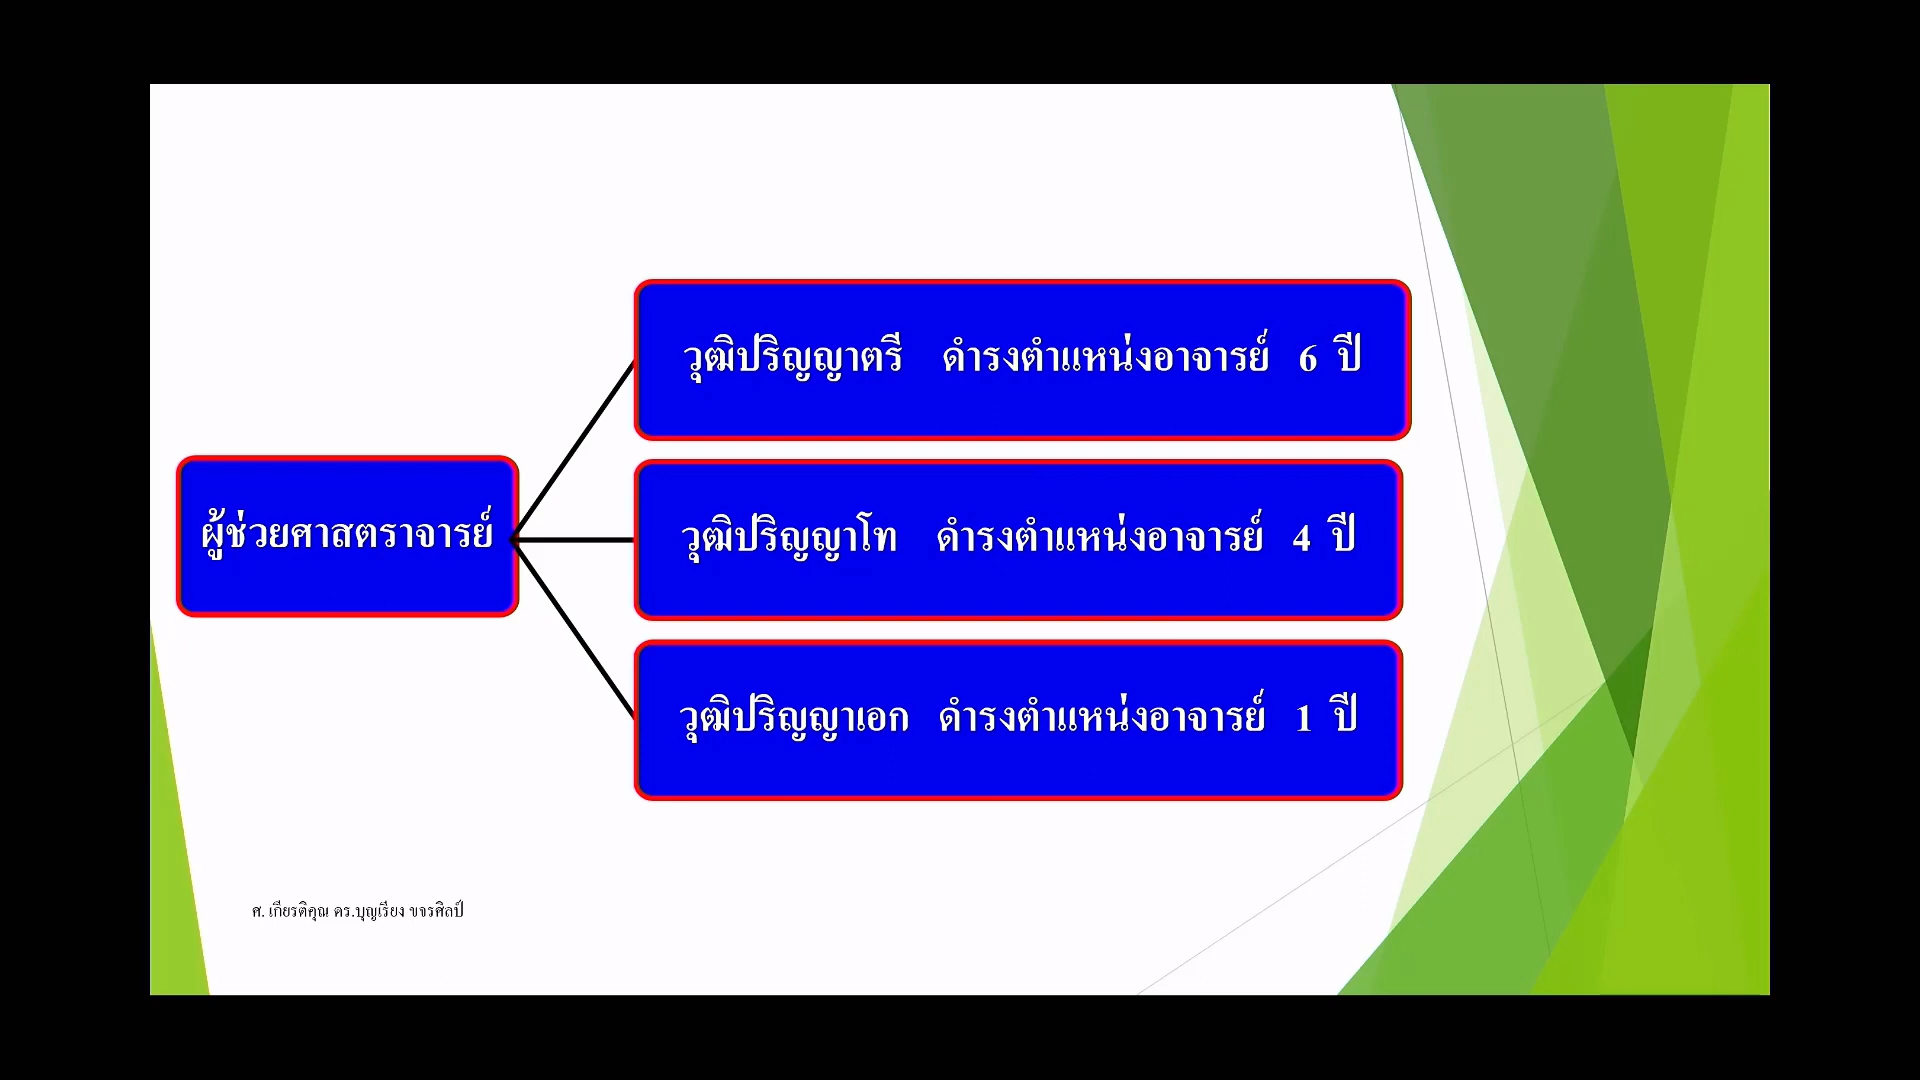 ผู้ช่วยศาสตราจารย์
วุฒิปริญญาตรี ดำรงตำแหน่งอาจารย์ 6 ปี
วุฒิปริญญาโท ดำรงตำแหน่งอาจารย์ 4 ปี
วุฒิปริญญาเอก ดำรงตำแหน่งอาจารย์ 1 ปี
ศ. เกียรติคุณ ดร.บุญเรียง ขจรศิลป์